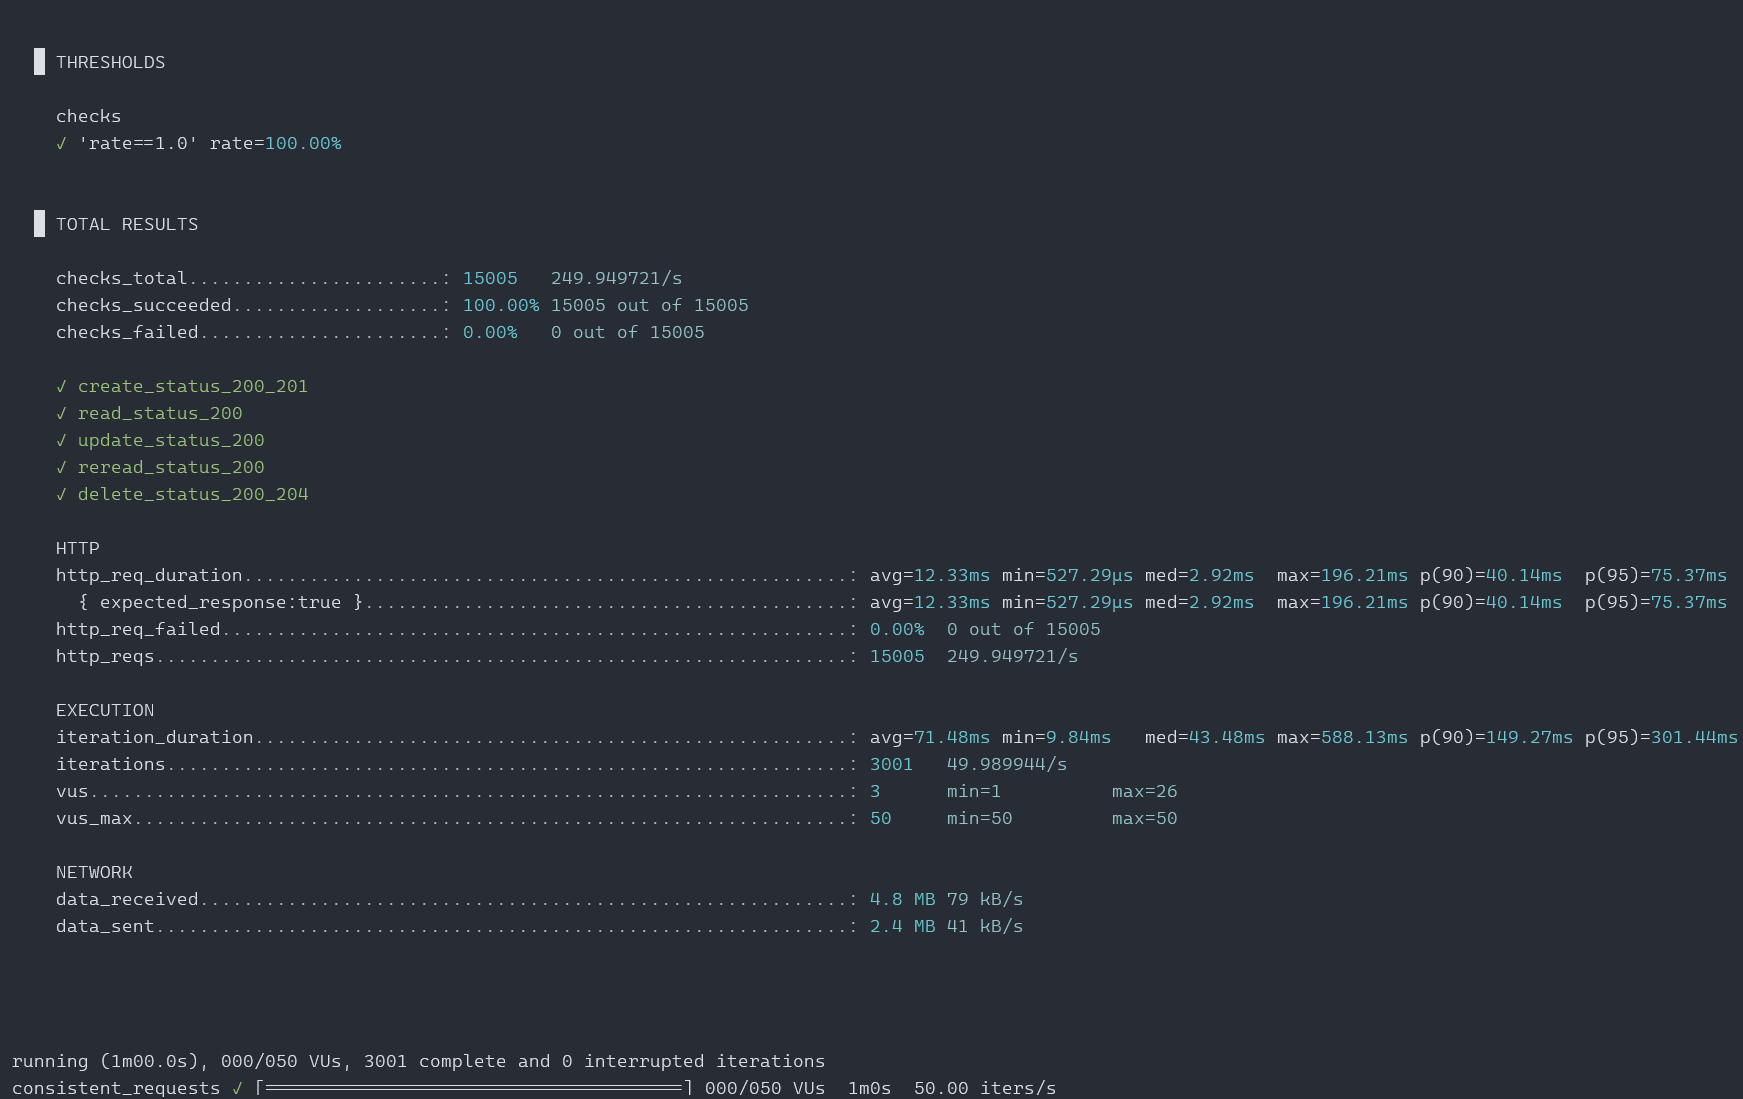 █ THRESHOLDS
checks
✓ 'rate==1.0' rate=100.00%
█ TOTAL RESULTS
checks_total.......................: 15005   249.949721/s
checks_succeeded...................: 100.00% 15005 out of 15005
checks_failed......................: 0.00%   0 out of 15005
✓ create_status_200_201
✓ read_status_200
✓ update_status_200
✓ reread_status_200
✓ delete_status_200_204
HTTP
http_req_duration.......................................................: avg=12.33ms min=527.29µs med=2.92ms  max=196.21ms p(90)=40.14ms  p(95)=75.37ms
{ expected_response:true }............................................: avg=12.33ms min=527.29µs med=2.92ms  max=196.21ms p(90)=40.14ms  p(95)=75.37ms
http_req_failed.........................................................: 0.00%  0 out of 15005
http_reqs...............................................................: 15005  249.949721/s
EXECUTION
iteration_duration......................................................: avg=71.48ms min=9.84ms   med=43.48ms max=588.13ms p(90)=149.27ms p(95)=301.44ms
iterations..............................................................: 3001   49.989944/s
vus.....................................................................: 3      min=1          max=26
vus_max.................................................................: 50     min=50         max=50
NETWORK
data_received...........................................................: 4.8 MB 79 kB/s
data_sent...............................................................: 2.4 MB 41 kB/s
running (1m00.0s), 000/050 VUs, 3001 complete and 0 interrupted iterations
consistent_requests ✓ [======================================] 000/050 VUs  1m0s  50.00 iters/s